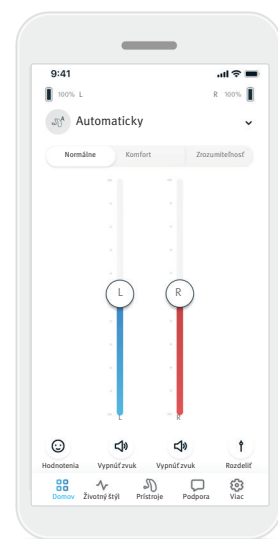 9:41
100% L R 100%
A
Automaticky
Normálne Komfort Zrozumiteľnosť
L R
L R
Hodnotenia Vypnúť zvuk Vypnúť zvuk Rozdeliť
Domov Životný štýl Prístroje Podpora Viac